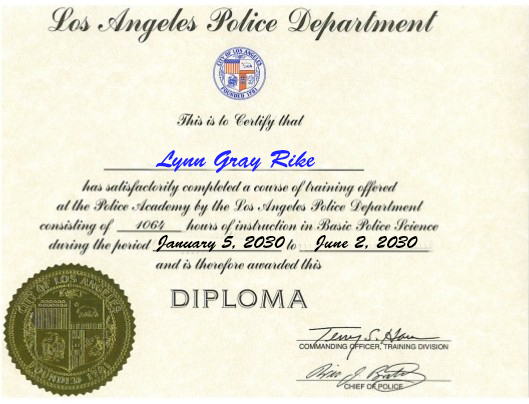 Los Angeles Police Department
CITY OF LOS ANGELES
FOUNDED 1781
This is to Certify that
Lynn Gray Rike
has satisfactorily completed a course of training offered
at the Police Academy by the Los Angeles Police Department
consisting of 1064 hours of instruction in Basic Police Science
during the period January 5, 2030 to June 2, 2030
and is therefore awarded this
DIPLOMA
CITY OF LOS ANGELES
FOUNDED 1781
COMMANDING OFFICER, TRAINING DIVISION
CHIEF OF POLICE